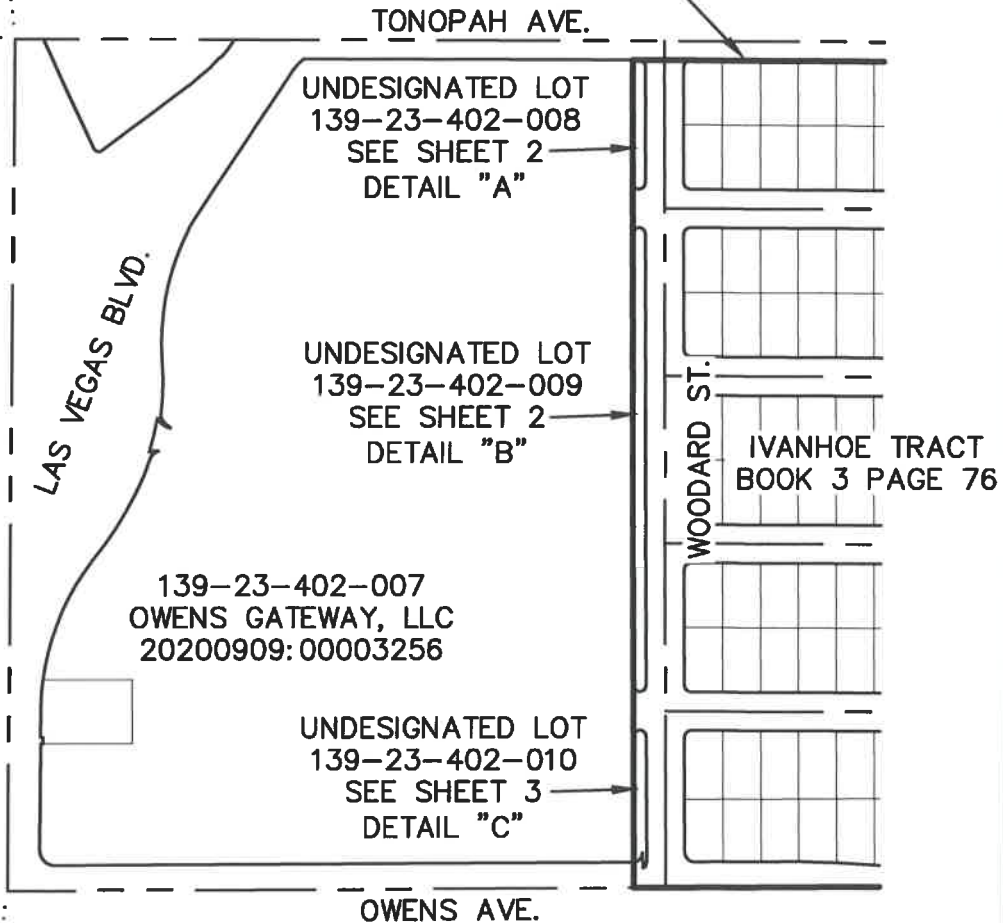 TONOPAH AVE.
UNDESIGNATED LOT
139-23-402-008
SEE SHEET 2
DETAIL "A"
LAS VEGAS BLVD.
UNDESIGNATED LOT
139-23-402-009
SEE SHEET 2
DETAIL "B"
WOODARD ST.
IVANHOE TRACT
BOOK 3 PAGE 76
139-23-402-007
OWENS GATEWAY, LLC
20200909:00003256
UNDESIGNATED LOT
139-23-402-010
SEE SHEET 3
DETAIL "C"
OWENS AVE.